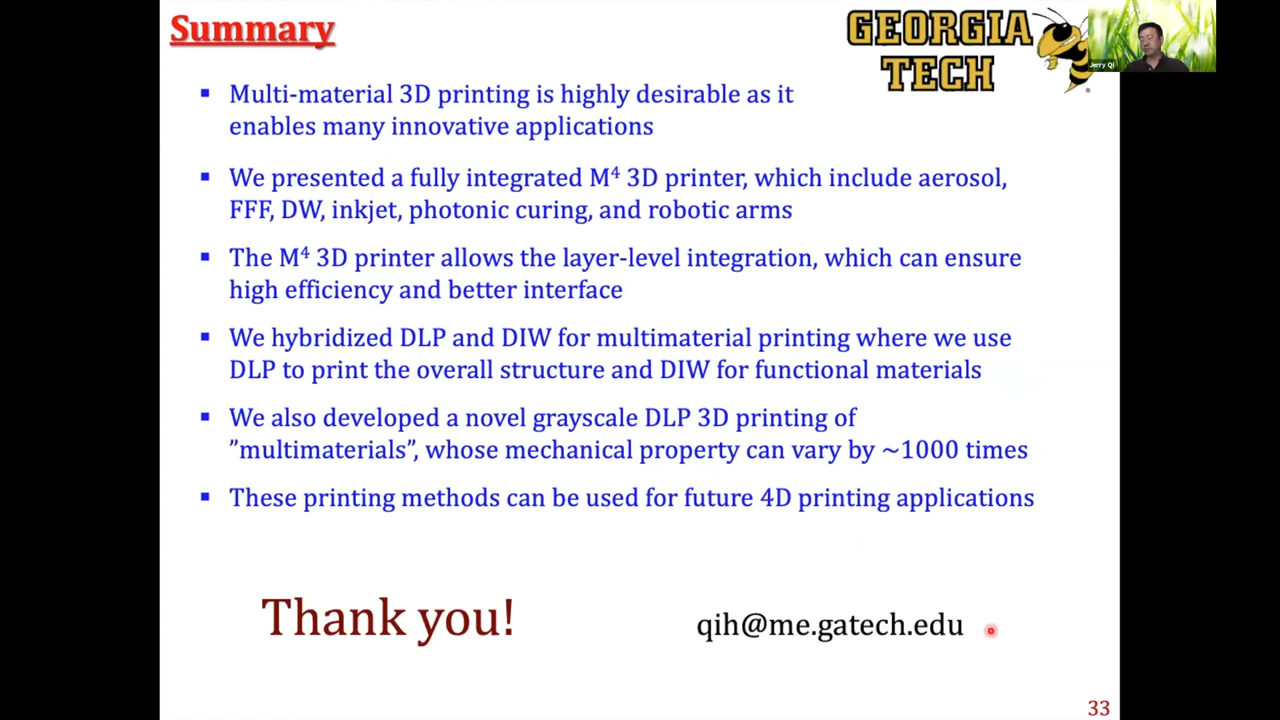 Summary
GEORGIA
TECH
®
Jerry Qi
▪ Multi-material 3D printing is highly desirable as it
enables many innovative applications
▪ We presented a fully integrated M⁴ 3D printer, which include aerosol,
FFF, DW, inkjet, photonic curing, and robotic arms
▪ The M⁴ 3D printer allows the layer-level integration, which can ensure
high efficiency and better interface
▪ We hybridized DLP and DIW for multimaterial printing where we use
DLP to print the overall structure and DIW for functional materials
▪ We also developed a novel grayscale DLP 3D printing of
”multimaterials”, whose mechanical property can vary by ~1000 times
▪ These printing methods can be used for future 4D printing applications
Thank you!
qih@me.gatech.edu
33